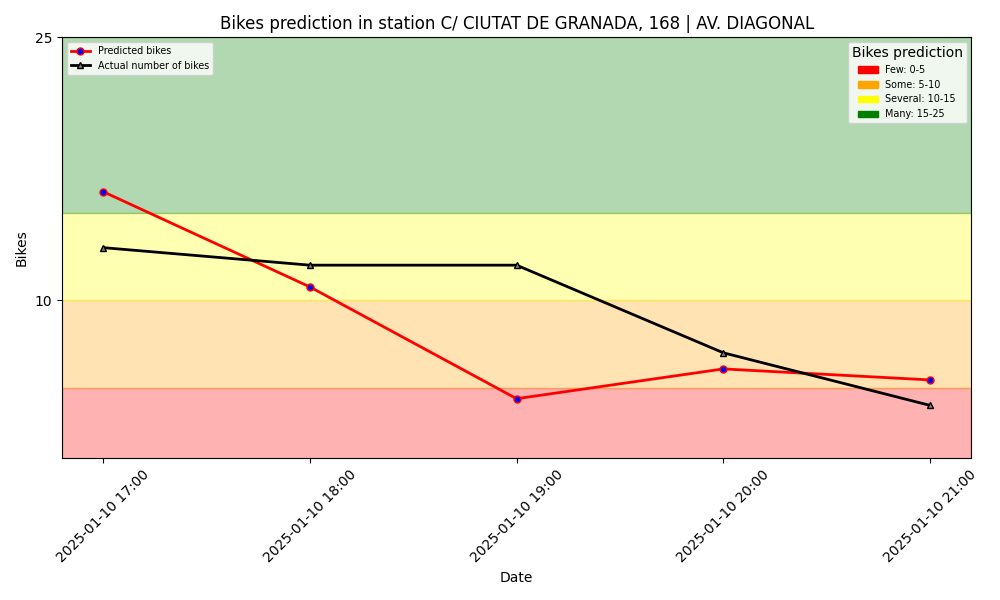 Bikes prediction in station C/ CIUTAT DE GRANADA, 168 | AV. DIAGONAL
25
10
Bikes
Predicted bikes
Actual number of bikes
Bikes prediction
Few: 0-5
Some: 5-10
Several: 10-15
Many: 15-25
2025-01-10 17:00
2025-01-10 18:00
2025-01-10 19:00
2025-01-10 20:00
2025-01-10 21:00
Date